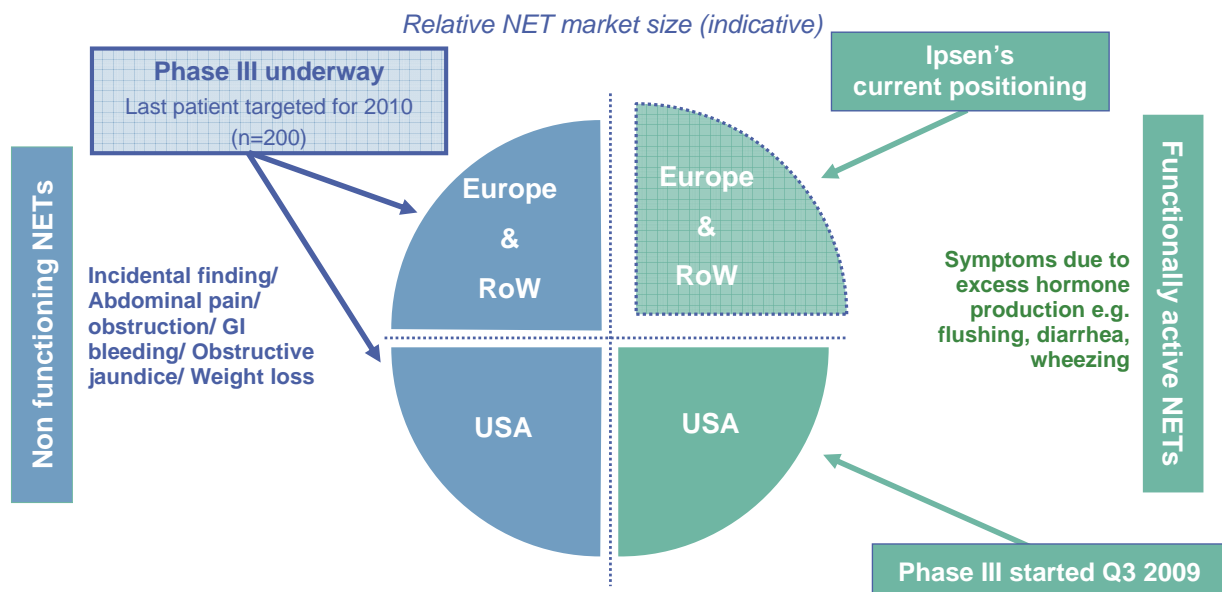 Relative NET market size (indicative)
Phase III underway
Last patient targeted for 2010
(n=200)
Ipsen's
current positioning
Non functioning NETs
Incidental finding/
Abdominal pain/
obstruction/ GI
bleeding/ Obstructive
jaundice/ Weight loss
Europe
&
RoW
Europe
&
RoW
USA
USA
Symptoms due to
excess hormone
production e.g.
flushing, diarrhea,
wheezing
Functionally active NETs
Phase III started Q3 2009